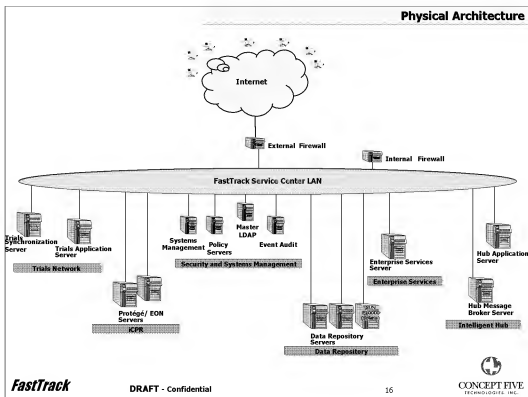 Physical Architecture
Internet
External Firewall
Internal Firewall
FastTrack Service Center LAN
Trials
Synchronization
Server
Trials Application
Server
Trials Network
Systems
Management
Policy
Servers
Master
LDAP
Event Audit
Security and Systems Management
Enterprise Services
Server
Enterprise Services
Hub Application
Server
Protégé/ EON
Servers
iCPR
Data Repository
Servers
Data Repository
Hub Message
Broker Server
Intelligent Hub
FastTrack
DRAFT - Confidential
16
CONCEPT FIVE
TECHNOLOGIES, INC.